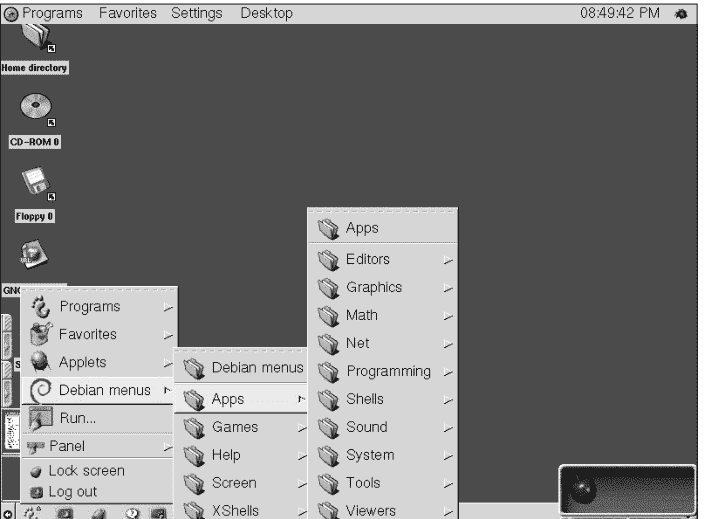 Programs Favorites Settings Desktop 08:49:42 PM
Home directory
CD-ROM 0
Floppy 0
GNO
Programs
Favorites
Applets
Debian menus
Run...
Panel
Lock screen
Log out
Debian menus
Apps
Games
Help
Screen
XShells
Apps
Editors
Graphics
Math
Net
Programming
Shells
Sound
System
Tools
Viewers